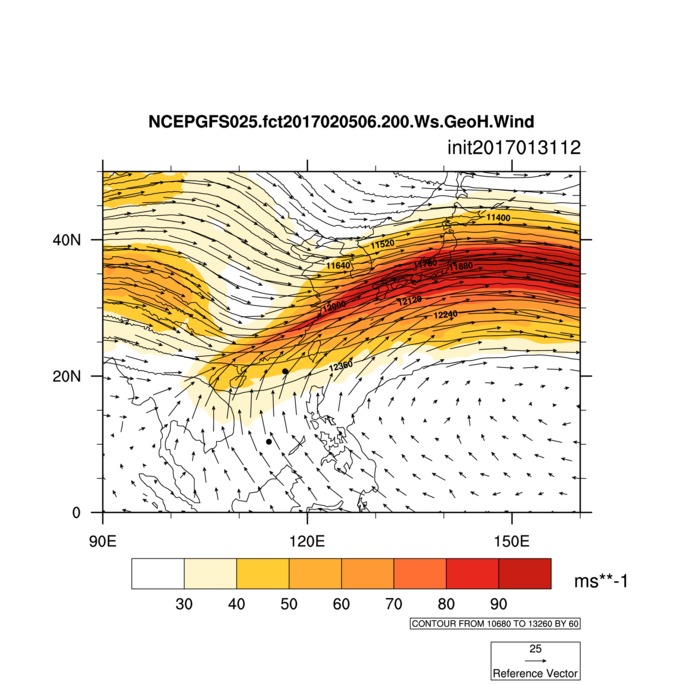 NCEPGFS025.fct2017020506.200.Ws.GeoH.Wind
init2017013112
11400
11520
40N
11640
11760
11880
12000
12120
12240
12360
20N
0
90E 120E 150E
ms**-1
30 40 50 60 70 80 90
CONTOUR FROM 10680 TO 13260 BY 60
25
Reference Vector